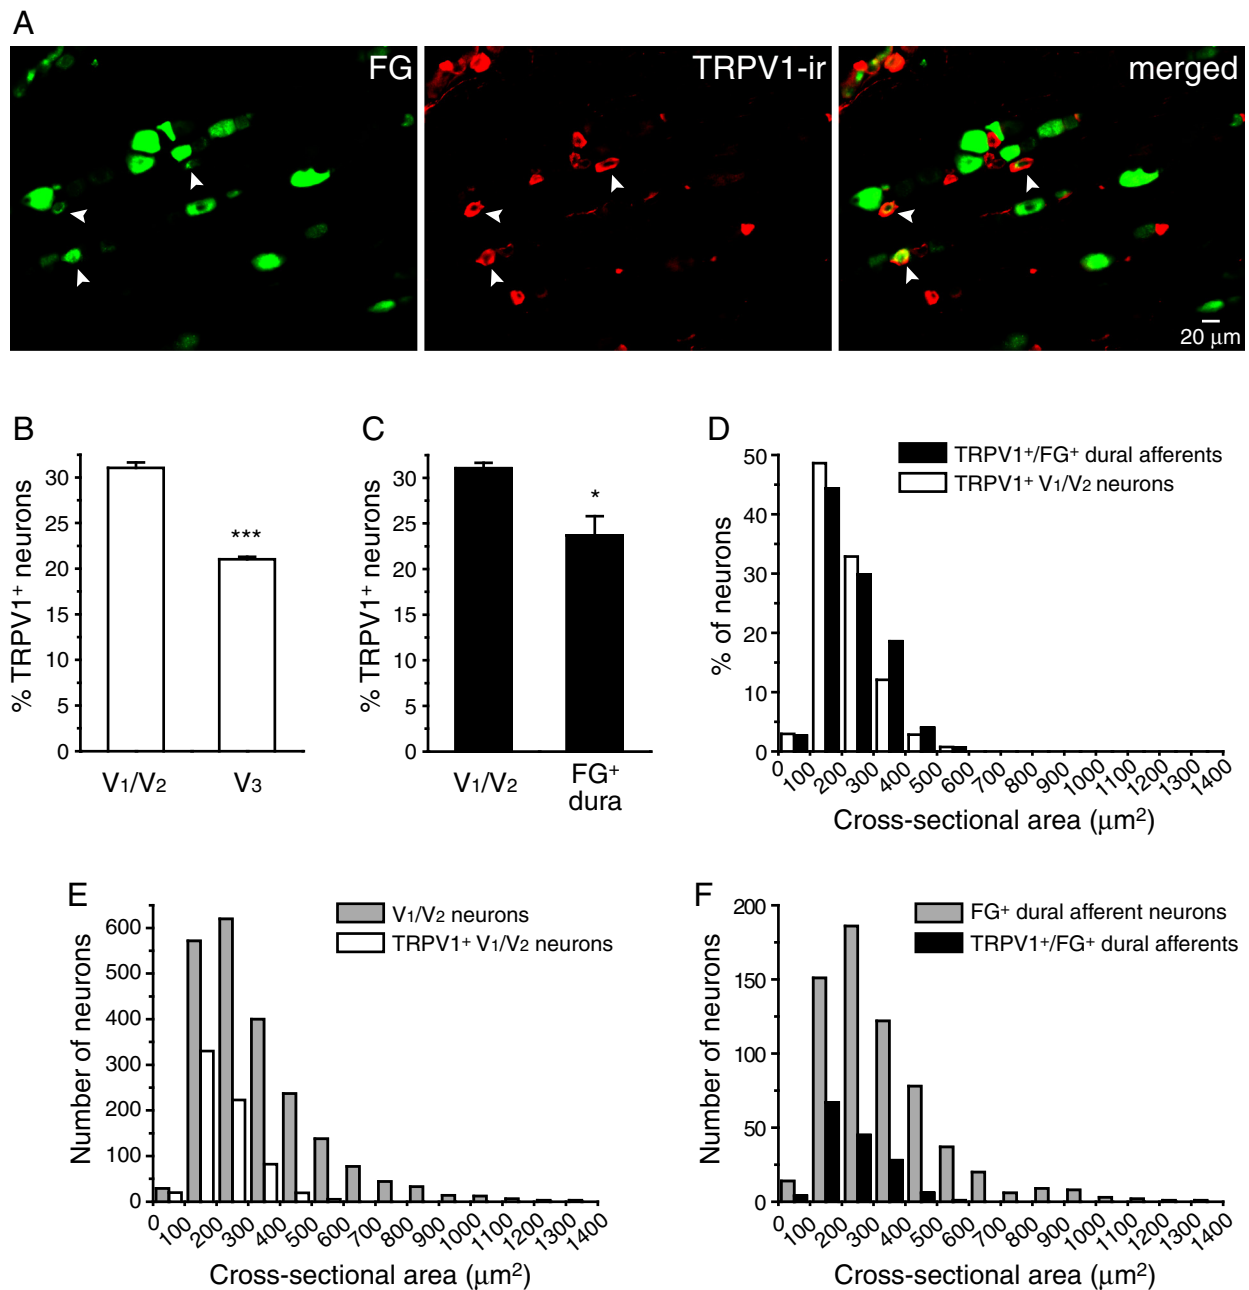 A
FG
TRPV1-ir
merged
20 μm
B
% TRPV1+ neurons
30
25
20
15
10
5
0
***
V1/V2
V3
C
% TRPV1+ neurons
30
25
20
15
10
5
0
*
V1/V2
FG+
dura
D
TRPV1+/FG+ dural afferents
TRPV1+ V1/V2 neurons
% of neurons
50
40
30
20
10
0
0 100 200 300 400 500 600 700 800 900 1000 1100 1200 1300 1400
Cross-sectional area (μm²)
E
V1/V2 neurons
TRPV1+ V1/V2 neurons
Number of neurons
600
500
400
300
200
100
0
0 100 200 300 400 500 600 700 800 900 1000 1100 1200 1300 1400
Cross-sectional area (μm²)
F
FG+ dural afferent neurons
TRPV1+/FG+ dural afferents
Number of neurons
200
150
100
50
0
0 100 200 300 400 500 600 700 800 900 1000 1100 1200 1300 1400
Cross-sectional area (μm²)